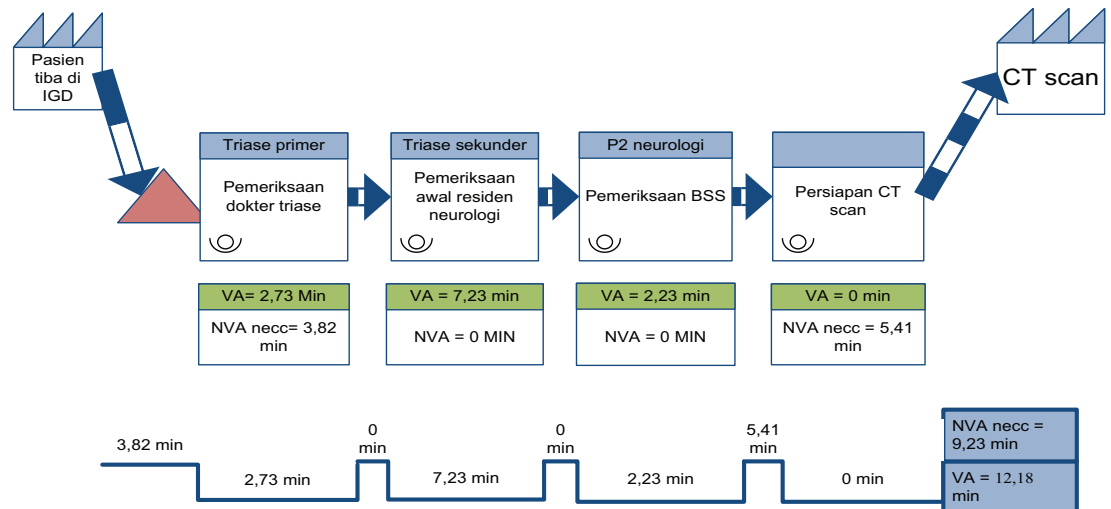 Pasien
tiba di
IGD
CT scan
Triase primer
Pemeriksaan
dokter triase
Triase sekunder
Pemeriksaan
awal residen
neurologi
P2 neurologi
Pemeriksaan BSS
Persiapan CT
scan
VA= 2,73 Min
NVA necc= 3,82
min
VA = 7,23 min
NVA = 0 MIN
VA = 2,23 min
NVA = 0 MIN
VA = 0 min
NVA necc = 5,41
min
3,82 min
2,73 min
0
min
7,23 min
0
min
2,23 min
5,41
min
0 min
NVA necc =
9,23 min
VA = 12,18
min